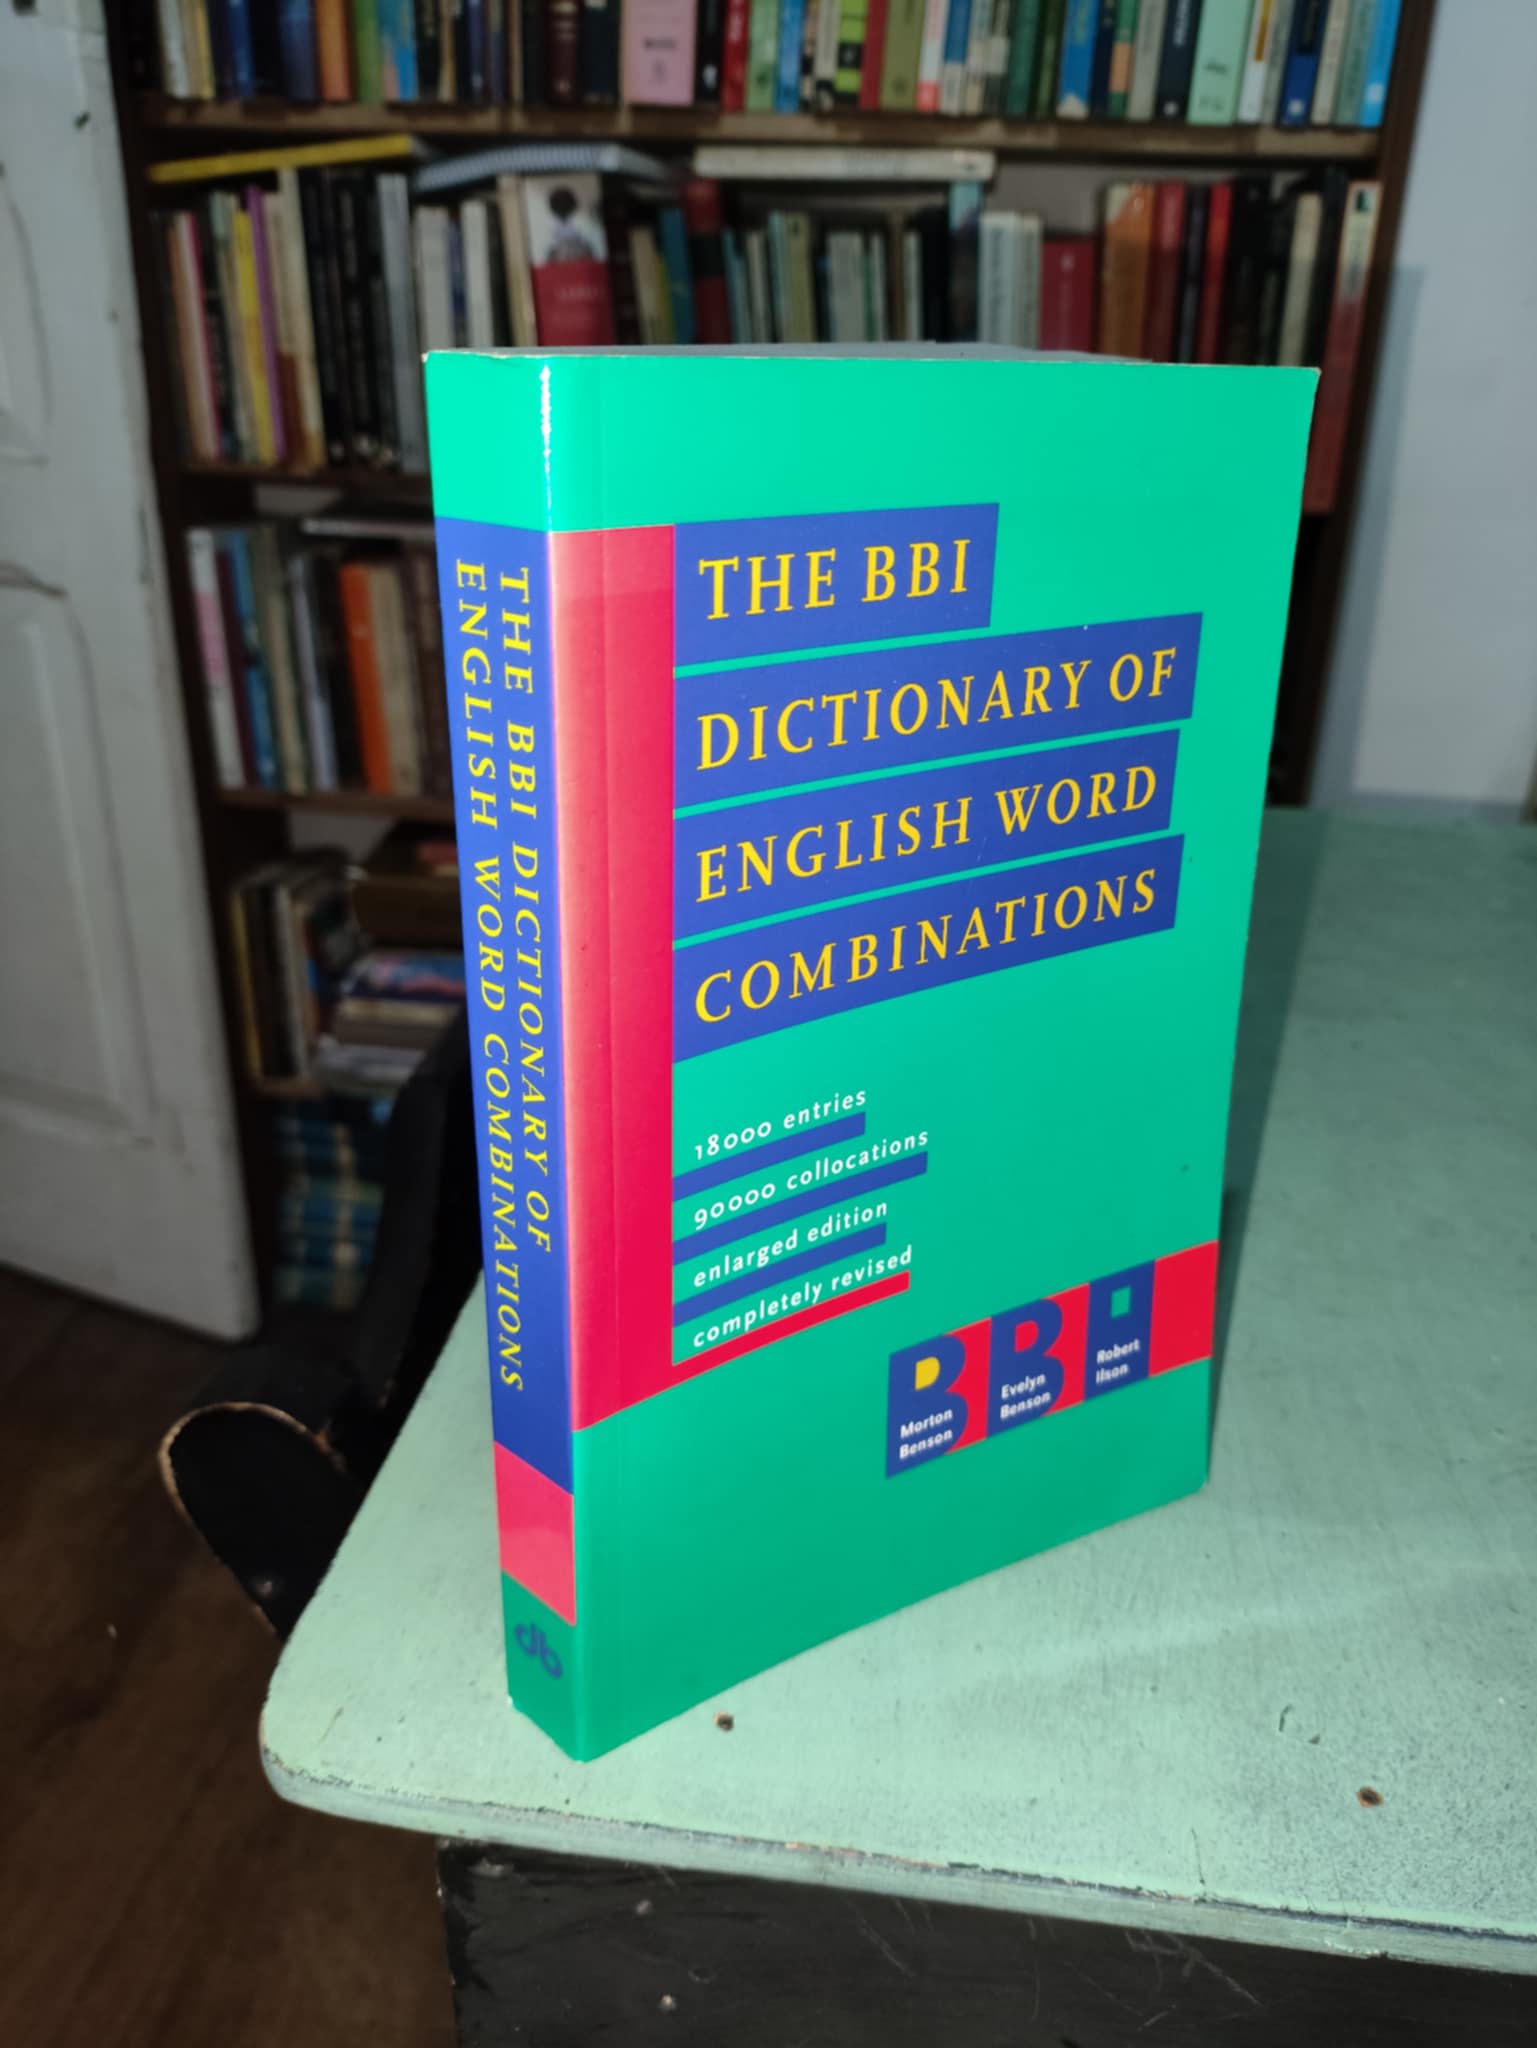 THE BBI DICTIONARY OF
ENGLISH WORD COMBINATIONS
THE BBI
DICTIONARY OF
ENGLISH WORD
COMBINATIONS
18000 entries
90000 collocations
enlarged edition
completely revised
BBI
Morton
Benson
Evelyn
Benson
Robert
Ilson